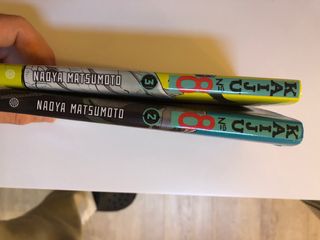 NAOYA MATSUMOTO 3 KAIJU Nº 8
NAOYA MATSUMOTO 2 KAIJU Nº 8